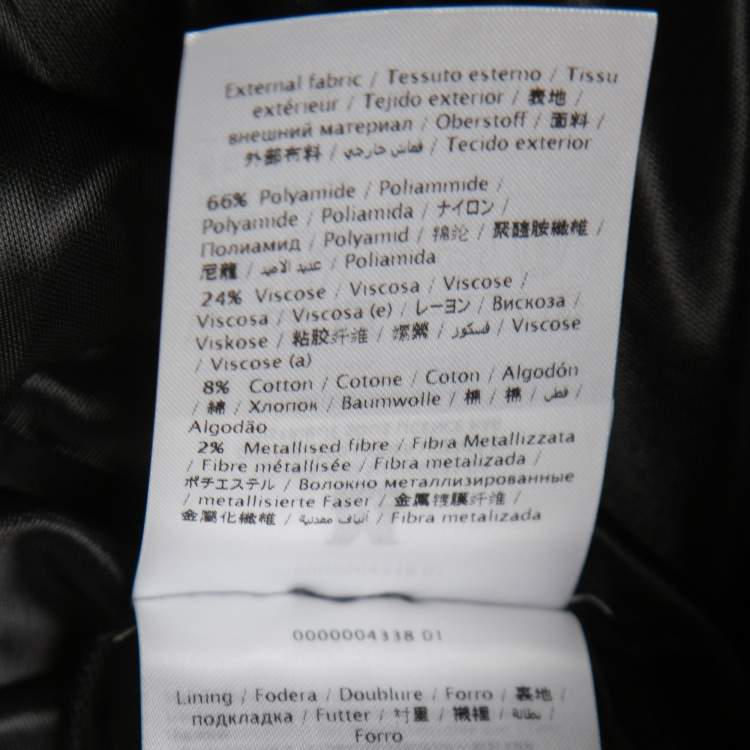 External fabric / Tessuto esterno / Tissu
extérieur / Tejido exterior / 表地 /
внешний материал / Oberstoff / 面料 /
外部布料 / قماش خارجي / Tecido exterior
66% Polyamide / Poliammide /
Polyamide / Poliamida / ナイロン /
Полиамид / Polyamid / 锦纶 / 聚醯胺纖維 /
尼龍 / عديد الأميد / Poliamida
24% Viscose / Viscosa / Viscose /
Viscosa / Viscosa (e) / レーヨン / Вискоза /
Viskose / 粘胶纤维 / 嫘縈 / فسكوز / Viscose
/ Viscose (a)
8% Cotton / Cotone / Coton / Algodón
/ 綿 / Хлопок / Baumwolle / 棉 / 棉 / قطن /
Algodão
2% Metallised fibre / Fibra Metallizzata
/ Fibre métallisée / Fibra metalizada /
ポチエステル / Волокно металлизированные
/ metallisierte Faser / 金属镀膜纤维 /
金屬化纖維 / ألياف معدنية / Fibra metalizada
0000004338 01
Lining / Fodera / Doublure / Forro / 裏地 /
подкладка / Futter / 衬里 / 襯裡 / بطانة /
Forro